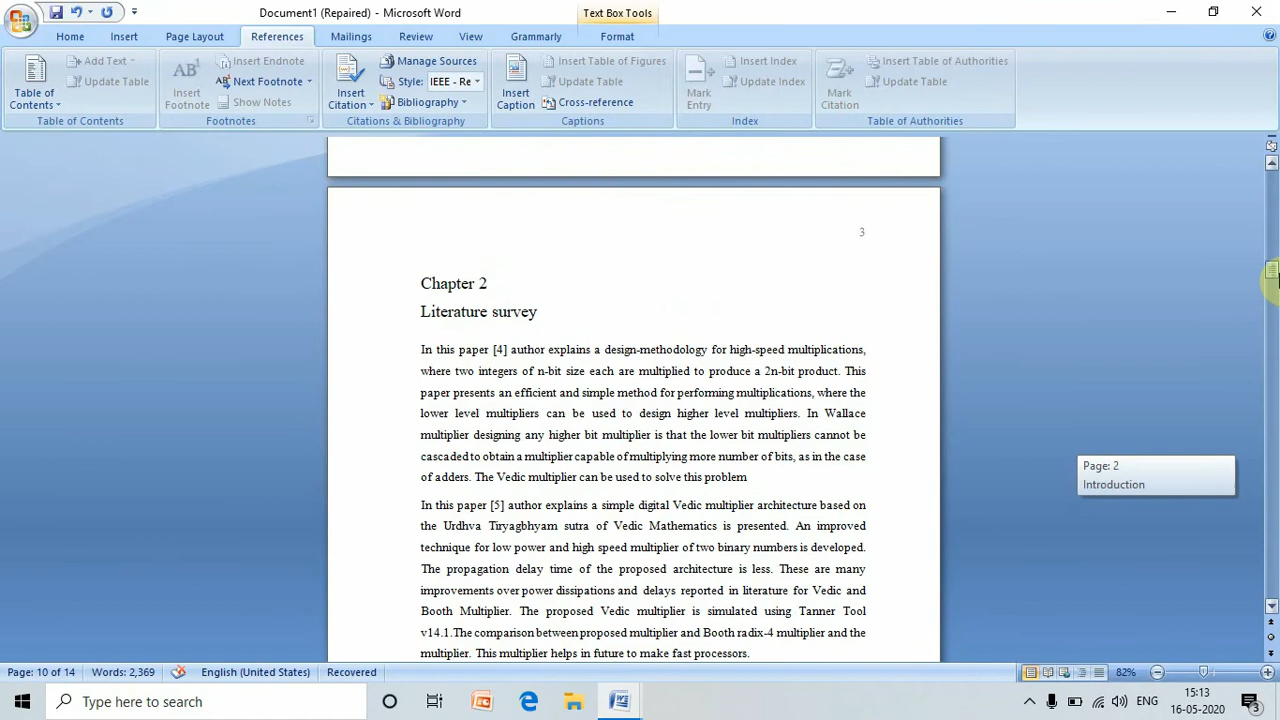 Document1 (Repaired) - Microsoft Word
Text Box Tools
Home Insert Page Layout References Mailings Review View Grammarly Format
Table of Contents
Add Text
Update Table
Table of Contents
AB¹ Insert Footnote
Insert Endnote
Next Footnote
Show Notes
Footnotes
Insert Citation
Manage Sources
Style: IEEE - Re
Bibliography
Citations & Bibliography
Insert Caption
Insert Table of Figures
Update Table
Cross-reference
Captions
Mark Entry
Insert Index
Update Index
Index
Mark Citation
Insert Table of Authorities
Update Table
Table of Authorities
3
Chapter 2
Literature survey
In this paper [4] author explains a design-methodology for high-speed multiplications,
where two integers of n-bit size each are multiplied to produce a 2n-bit product. This
paper presents an efficient and simple method for performing multiplications, where the
lower level multipliers can be used to design higher level multipliers. In Wallace
multiplier designing any higher bit multiplier is that the lower bit multipliers cannot be
cascaded to obtain a multiplier capable of multiplying more number of bits, as in the case
of adders. The Vedic multiplier can be used to solve this problem
In this paper [5] author explains a simple digital Vedic multiplier architecture based on
the Urdhva Tiryagbhyam sutra of Vedic Mathematics is presented. An improved
technique for low power and high speed multiplier of two binary numbers is developed.
The propagation delay time of the proposed architecture is less. These are many
improvements over power dissipations and delays reported in literature for Vedic and
Booth Multiplier. The proposed Vedic multiplier is simulated using Tanner Tool
v14.1.The comparison between proposed multiplier and Booth radix-4 multiplier and the
multiplier. This multiplier helps in future to make fast processors.
Page: 2
Introduction
Page: 10 of 14 Words: 2,369 English (United States) Recovered 82%
Type here to search
ENG
15:13
16-05-2020
3